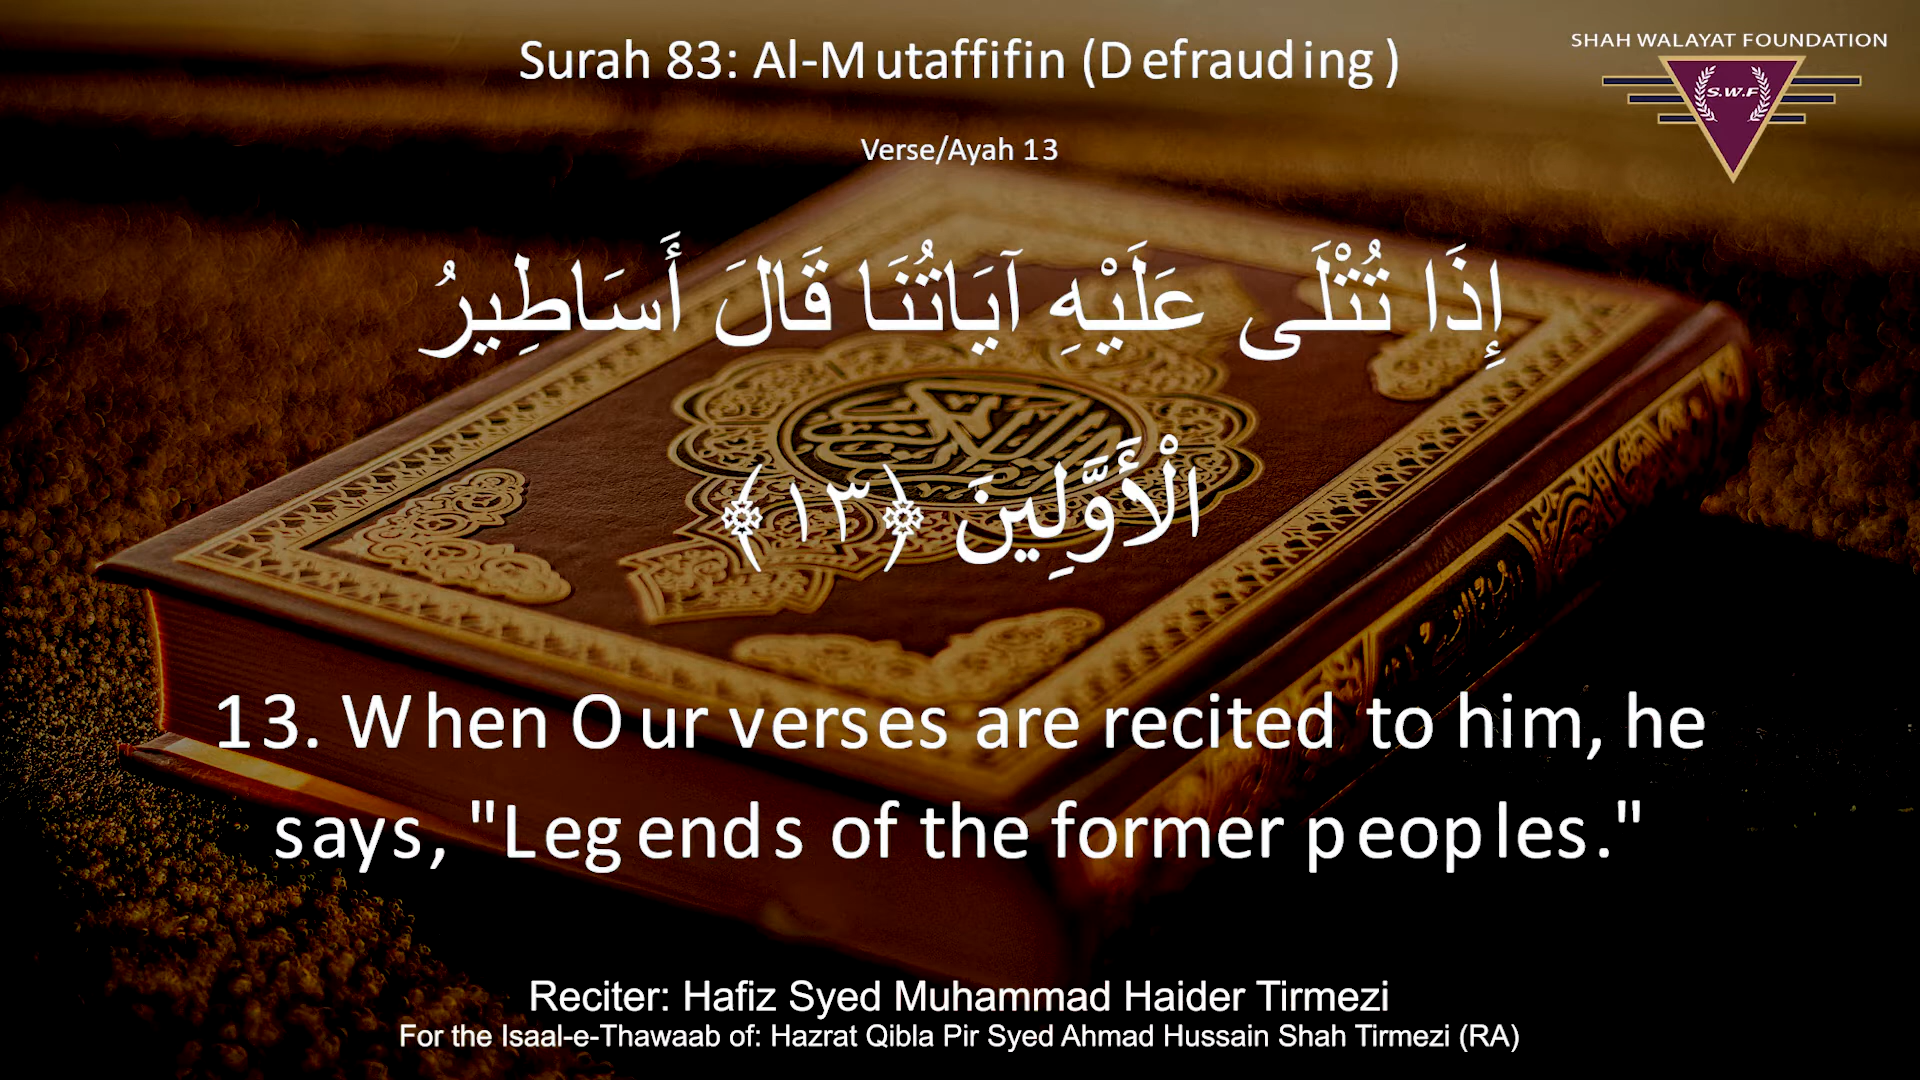 Surah 83: Al-Mutaffifin (Defrauding)
SHAH WALAYAT FOUNDATION
S.W.F
Verse/Ayah 13
إِذَا تُتْلَى عَلَيْهِ آيَاتُنَا قَالَ أَسَاطِيرُ
الْأَوَّلِينَ ﴿١٣﴾
13. When Our verses are recited to him, he
says, "Legends of the former peoples."
Reciter: Hafiz Syed Muhammad Haider Tirmezi
For the Isaal-e-Thawaab of: Hazrat Qibla Pir Syed Ahmad Hussain Shah Tirmezi (RA)